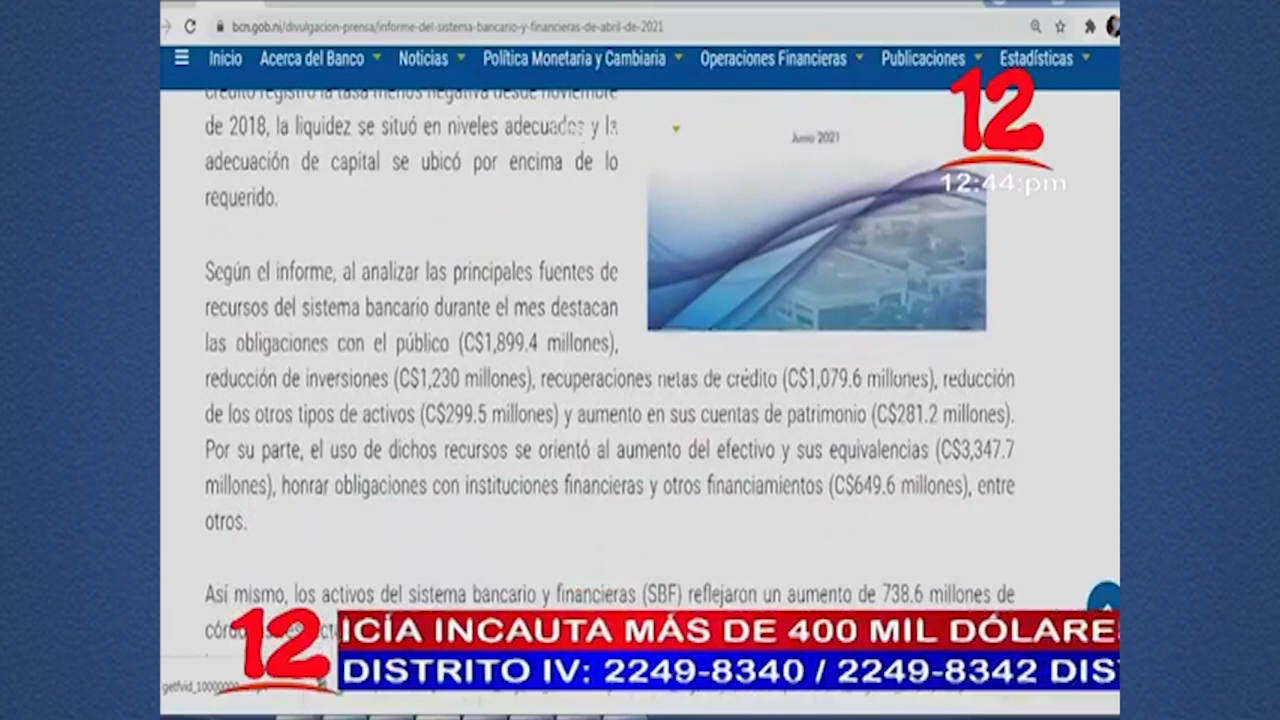 bcn.gob.ni/divulgacion-prensa/informe-del-sistema-bancario-y-financieras-de-abril-de-2021
Inicio Acerca del Banco Noticias Política Monetaria y Cambiaria Operaciones Financieras Publicaciones Estadísticas
crédito registró la tasa menos negativa desde noviembre
de 2018, la liquidez se situó en niveles adecuados y la
adecuación de capital se ubicó por encima de lo
requerido.
Junio 2021
12
12:44:pm
Según el informe, al analizar las principales fuentes de
recursos del sistema bancario durante el mes destacan
las obligaciones con el público (C$1,899.4 millones),
reducción de inversiones (C$1,230 millones), recuperaciones netas de crédito (C$1,079.6 millones), reducción
de los otros tipos de activos (C$299.5 millones) y aumento en sus cuentas de patrimonio (C$281.2 millones).
Por su parte, el uso de dichos recursos se orientó al aumento del efectivo y sus equivalencias (C$3,347.7
millones), honrar obligaciones con instituciones financieras y otros financiamientos (C$649.6 millones), entre
otros.
Así mismo, los activos del sistema bancario y financieras (SBF) reflejaron un aumento de 738.6 millones de
12
ICÍA INCAUTA MÁS DE 400 MIL DÓLARE
DISTRITO IV: 2249-8340 / 2249-8342 DIS